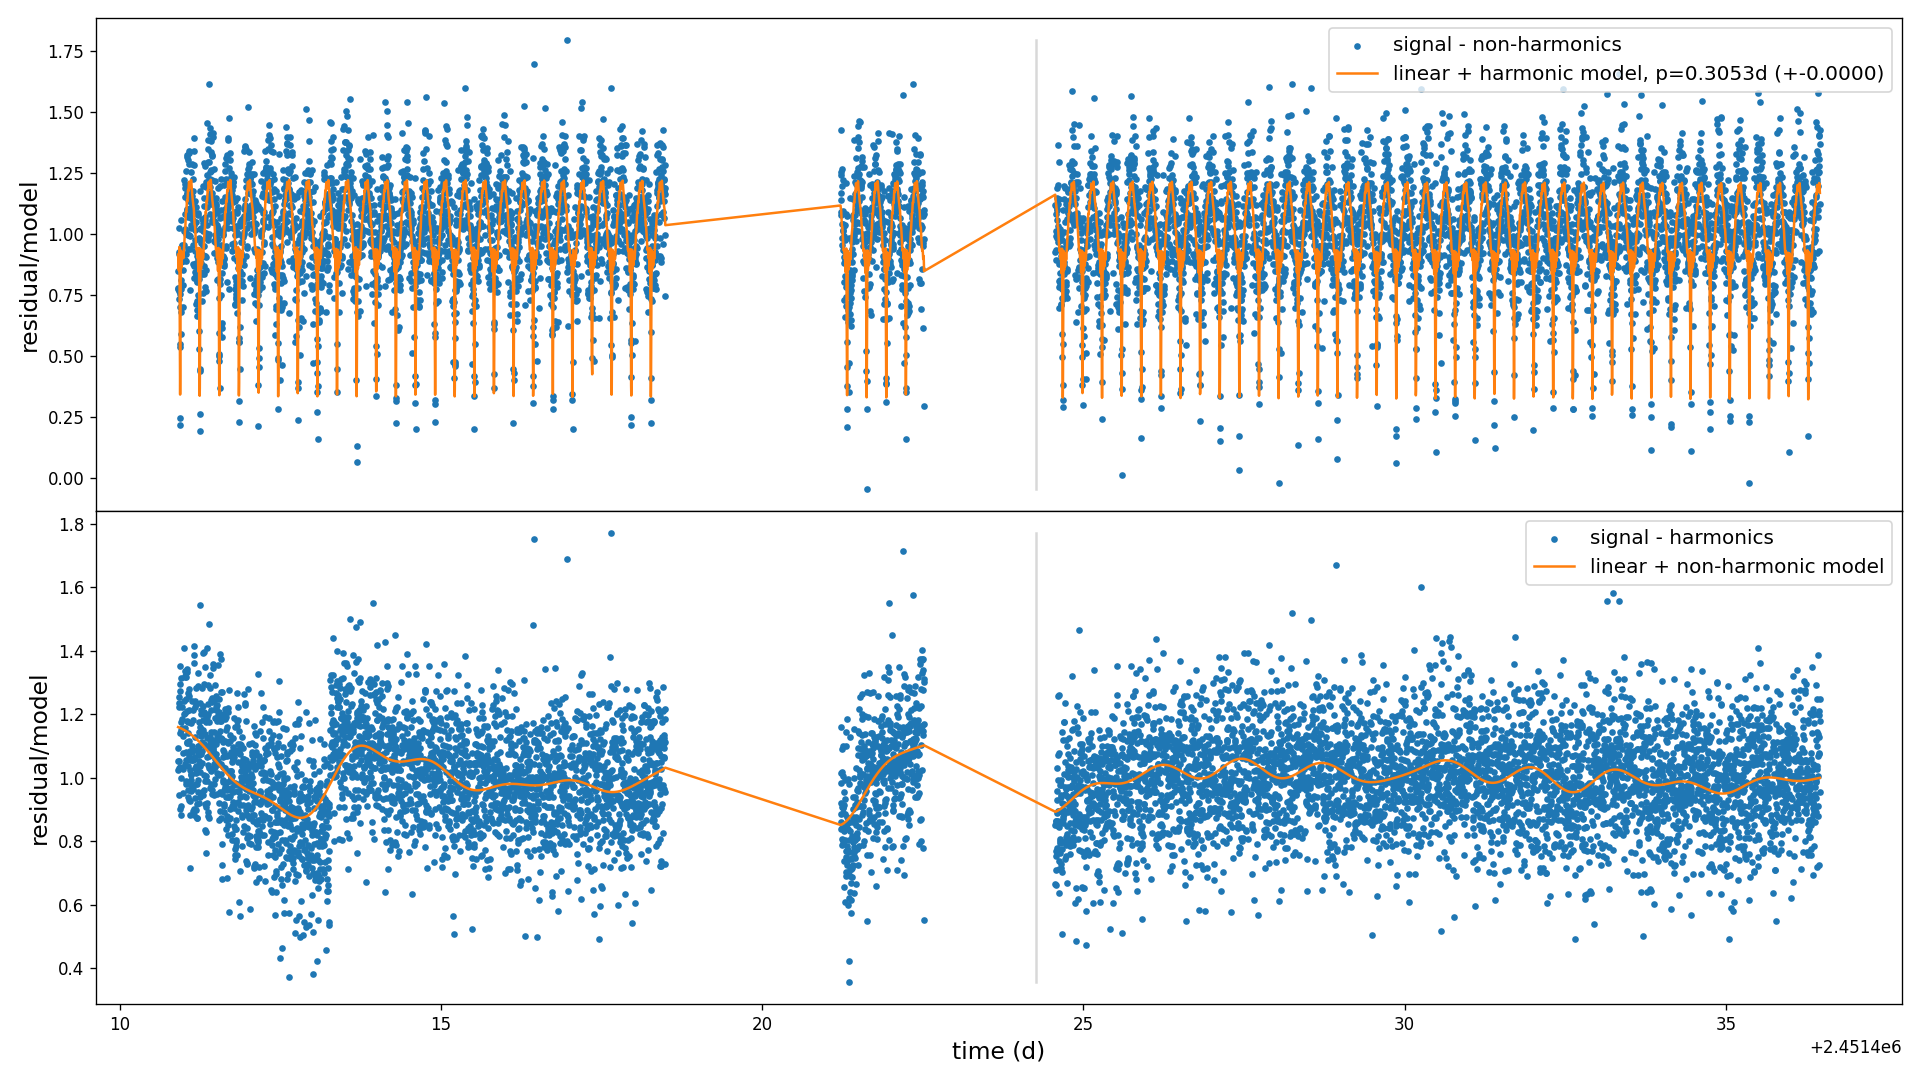 signal - non-harmonics
linear + harmonic model, p=0.3053d (+-0.0000)
1.75
1.50
1.25
1.00
0.75
0.50
0.25
0.00
residual/model
signal - harmonics
linear + non-harmonic model
1.8
1.6
1.4
1.2
1.0
0.8
0.6
0.4
residual/model
10
15
20
25
30
35
time (d)
+2.4514e6